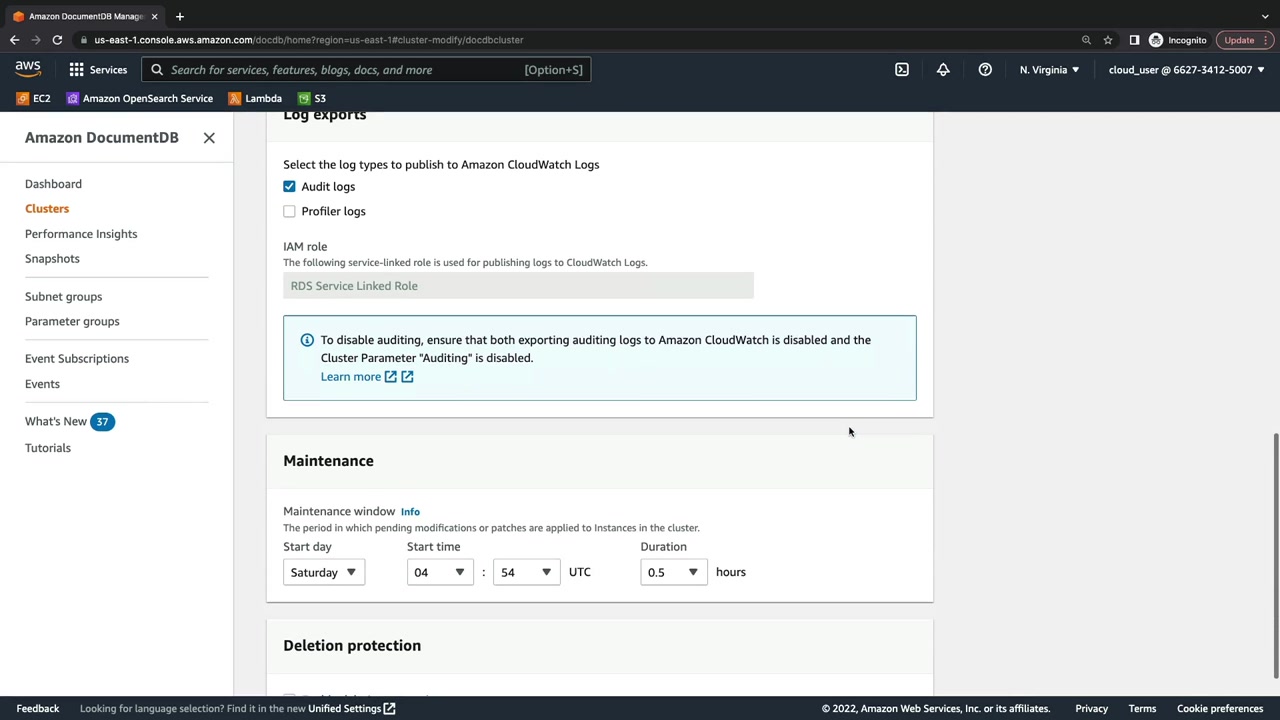 Amazon DocumentDB Manage
us-east-1.console.aws.amazon.com/docdb/home?region=us-east-1#cluster-modify/docdbcluster
Incognito
Update
aws
Services
Search for services, features, blogs, docs, and more
[Option+S]
N. Virginia
cloud_user @ 6627-3412-5007
EC2
Amazon OpenSearch Service
Lambda
S3
Amazon DocumentDB
Dashboard
Clusters
Performance Insights
Snapshots
Subnet groups
Parameter groups
Event Subscriptions
Events
What's New 37
Tutorials
Log exports
Select the log types to publish to Amazon CloudWatch Logs
Audit logs
Profiler logs
IAM role
The following service-linked role is used for publishing logs to CloudWatch Logs.
RDS Service Linked Role
To disable auditing, ensure that both exporting auditing logs to Amazon CloudWatch is disabled and the
Cluster Parameter "Auditing" is disabled.
Learn more
Maintenance
Maintenance window Info
The period in which pending modifications or patches are applied to Instances in the cluster.
Start day
Start time
Duration
Saturday
04 : 54 UTC
0.5 hours
Deletion protection
Feedback
Looking for language selection? Find it in the new Unified Settings
© 2022, Amazon Web Services, Inc. or its affiliates.
Privacy
Terms
Cookie preferences